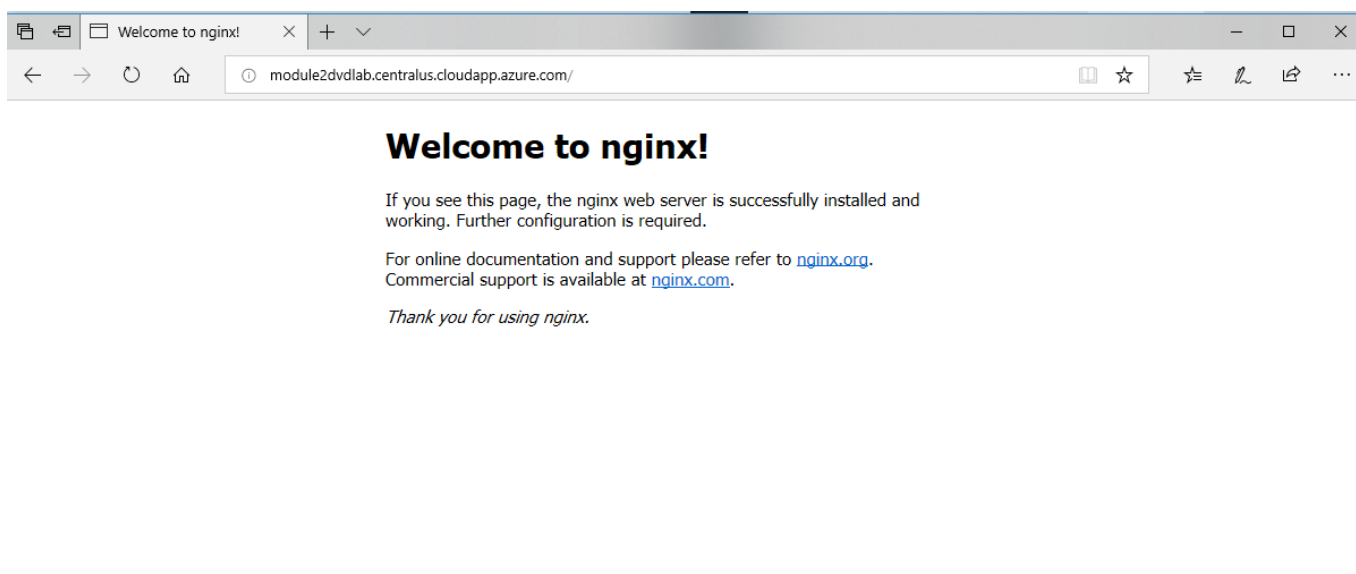 Welcome to nginx!
module2dvdlab.centralus.cloudapp.azure.com/
Welcome to nginx!
If you see this page, the nginx web server is successfully installed and
working. Further configuration is required.
For online documentation and support please refer to nginx.org.
Commercial support is available at nginx.com.
Thank you for using nginx.